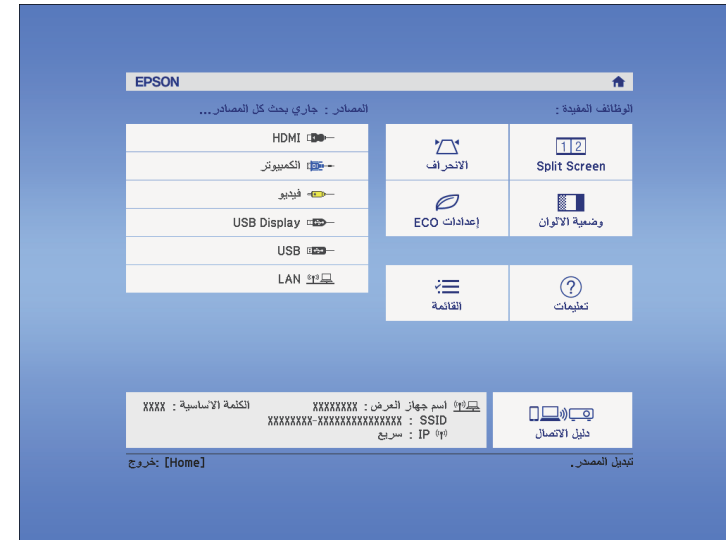 EPSON
الوظائف المفيدة :
Split Screen
الانحراف
وضعية الألوان
إعدادات ECO
تعليمات
القائمة
المصادر : جاري بحث كل المصادر...
HDMI
الكمبيوتر
فيديو
USB Display
USB
LAN
دليل الاتصال
اسم جهاز العرض : XXXXXXXX الكلمة الأساسية : XXXX
SSID : XXXXXXXX-XXXXXXXXXXXXXXX
IP : سريع
تبديل المصدر. [Home] :خروج